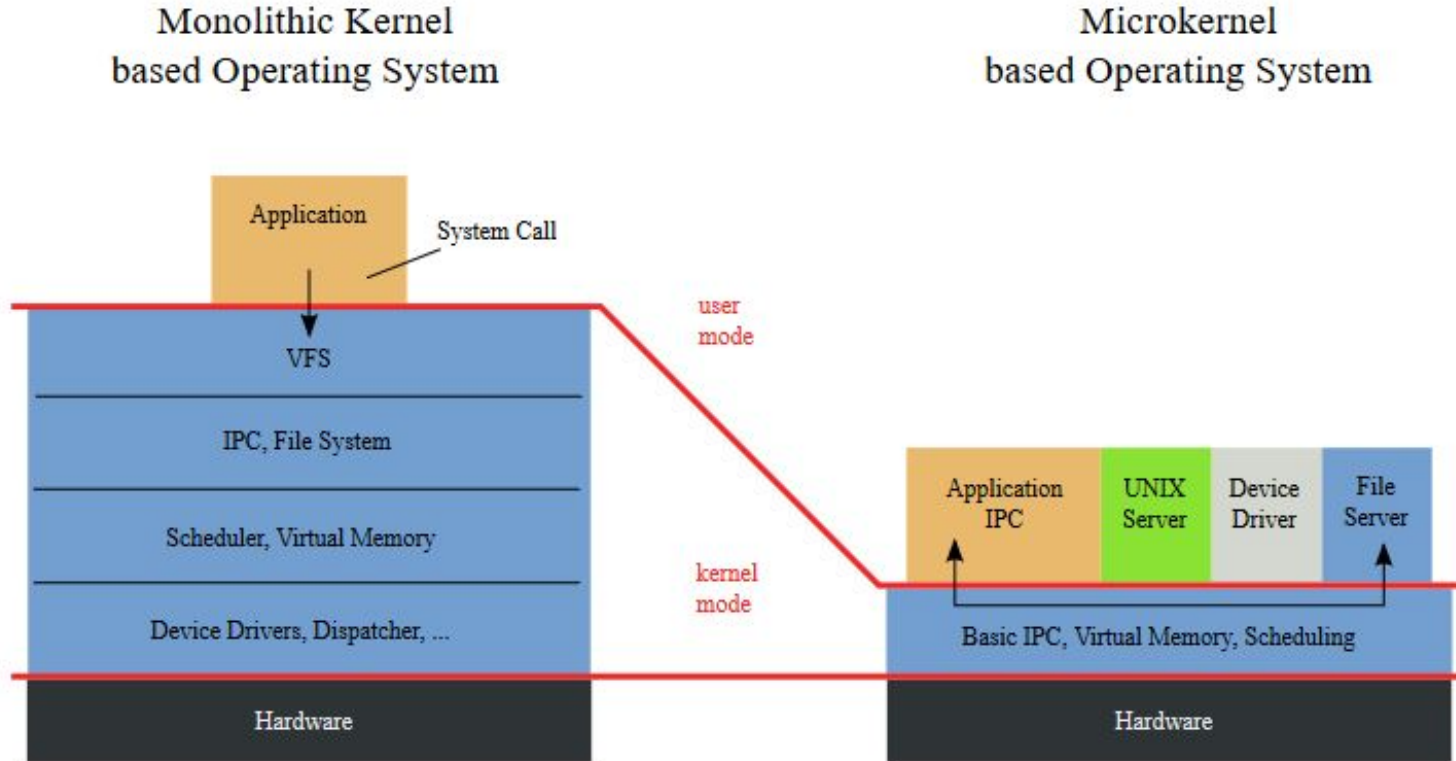 Monolithic Kernel
based Operating System
Microkernel
based Operating System
Application
System Call
VFS
IPC, File System
Scheduler, Virtual Memory
Device Drivers, Dispatcher, ...
Hardware
user
mode
kernel
mode
Application
IPC
UNIX
Server
Device
Driver
File
Server
Basic IPC, Virtual Memory, Scheduling
Hardware